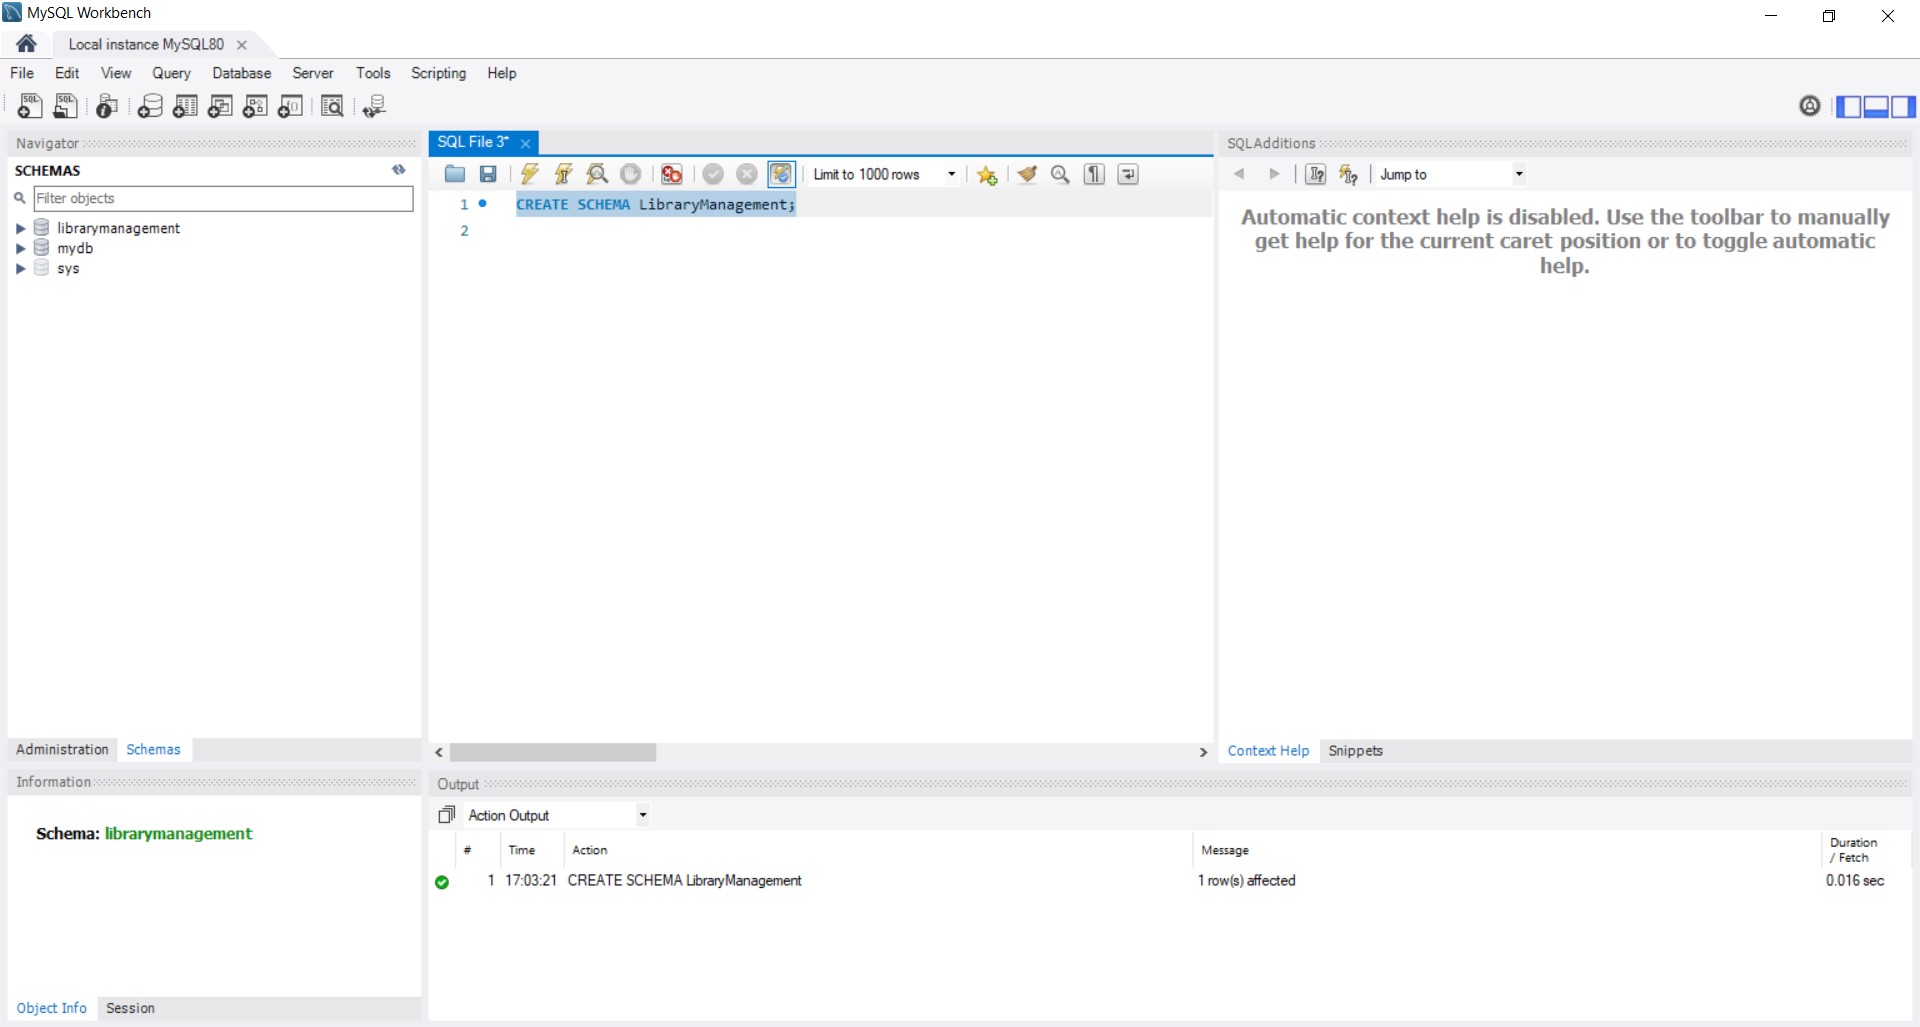 MySQL Workbench
Local instance MySQL80
File Edit View Query Database Server Tools Scripting Help
Navigator
SCHEMAS
Filter objects
librarymanagement
mydb
sys
Administration Schemas
Information
Schema: librarymanagement
Object Info Session
SQL File 3*
Limit to 1000 rows
1 CREATE SCHEMA LibraryManagement;
2
SQLAdditions
Jump to
Automatic context help is disabled. Use the toolbar to manually
get help for the current caret position or to toggle automatic
help.
Context Help Snippets
Output
Action Output
# Time Action Message Duration / Fetch
1 17:03:21 CREATE SCHEMA LibraryManagement 1 row(s) affected 0.016 sec